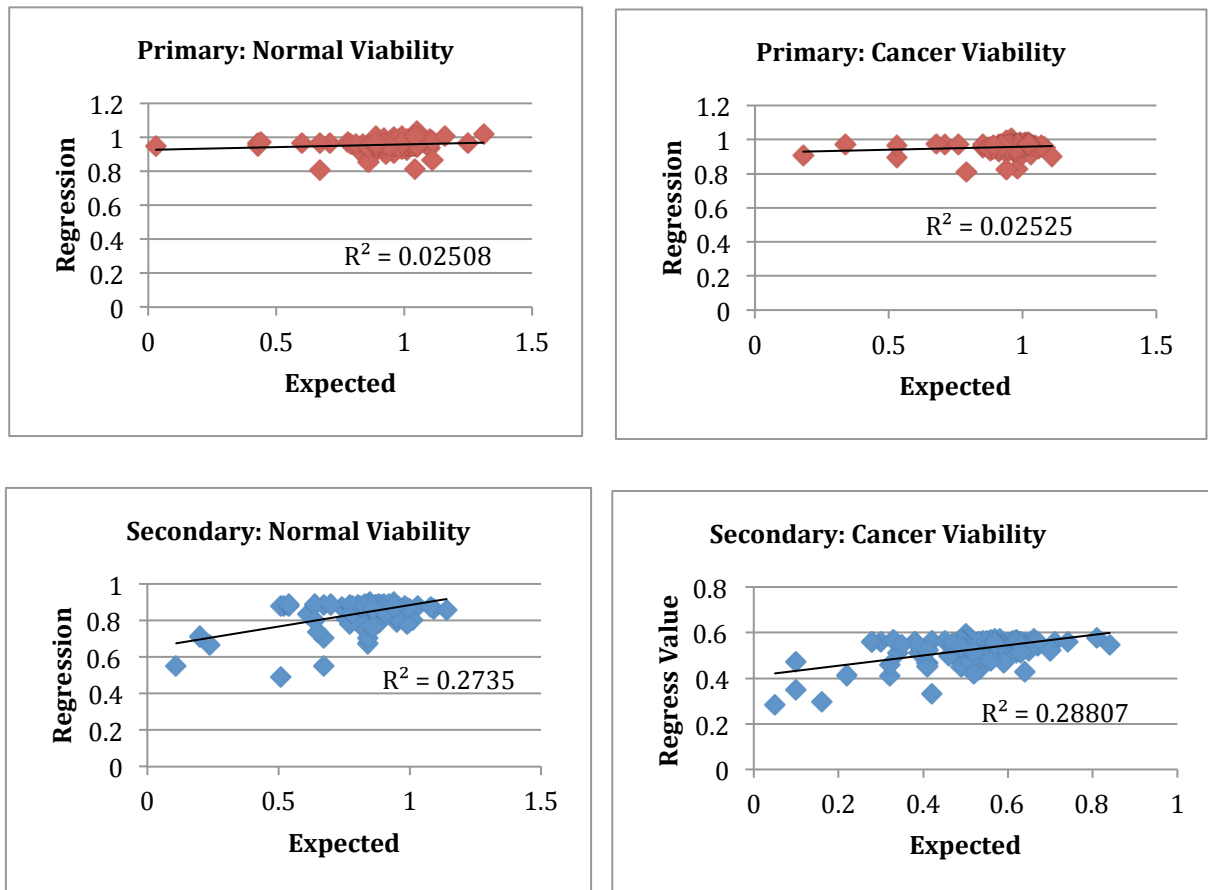 Primary: Normal Viability
Regression
1.2
1
0.8
0.6
0.4
0.2
0
R² = 0.02508
0 0.5 1 1.5
Expected
Primary: Cancer Viability
Regression
1.2
1
0.8
0.6
0.4
0.2
0
R² = 0.02525
0 0.5 1 1.5
Expected
Secondary: Normal Viability
Regression
1
0.8
0.6
0.4
0.2
0
R² = 0.2735
0 0.5 1 1.5
Expected
Secondary: Cancer Viability
Regress Value
0.8
0.6
0.4
0.2
0
R² = 0.28807
0 0.2 0.4 0.6 0.8 1
Expected